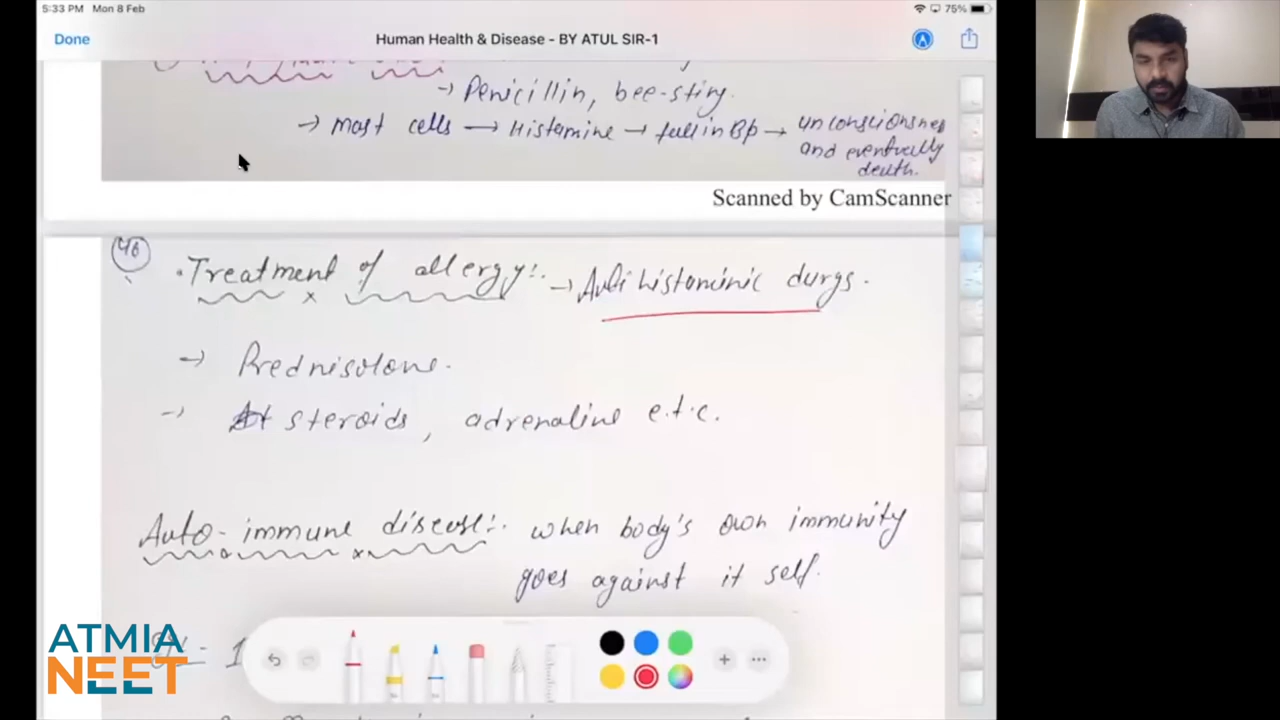 5:33 PM Mon 8 Feb 75%
Done Human Health & Disease - BY ATUL SIR-1
→ Penicillin, bee-sting.
→ mast cells → Histamine → fall in Bp → unconsciousness
and eventually
death.
Scanned by CamScanner
46
• Treatment of allergy:. → Anti histaminic durgs.
→ Prednisolone.
→ steroids, adrenaline e.t.c.
Auto-immune disease:. when body's own immunity
goes against it self.
ATMIA
NEET